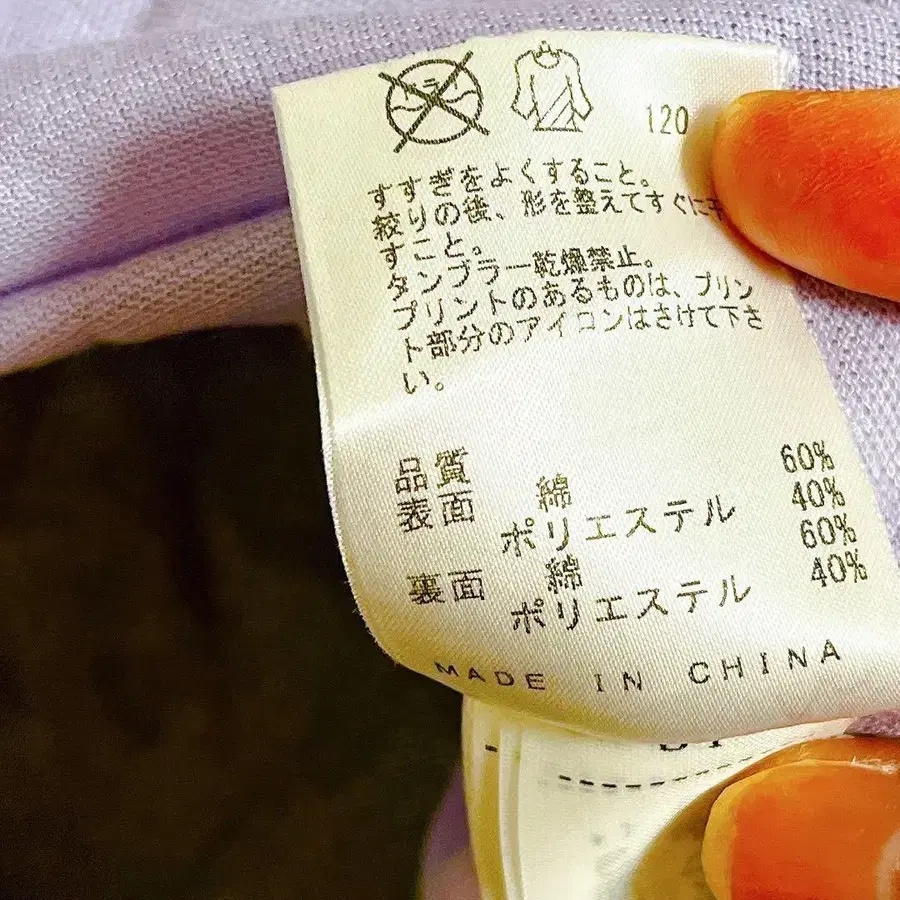 120
すすぎをよくすること。
絞りの後、形を整えてすぐに干
すこと。
タンブラー乾燥禁止。
プリントのあるものは、プリン
ト部分のアイロンはさけて下さ
い。
品質
表面 綿 60%
ポリエステル 40%
裏面 綿 60%
ポリエステル 40%
MADE IN CHINA